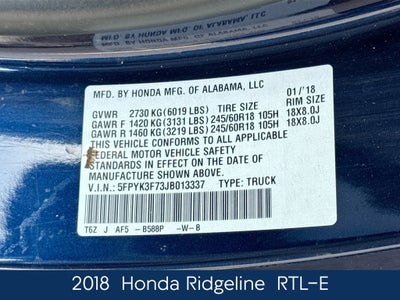 MFD. BY HONDA MFG. OF ALABAMA, LLC
01/'18
GVWR 2730 KG(6019 LBS) TIRE SIZE RIM SIZE
GAWR F 1420 KG(3131 LBS) 245/60R18 105H 18X8.0J
GAWR R 1460 KG(3219 LBS) 245/60R18 105H 18X8.0J
THIS VEHICLE CONFORMS TO ALL APPLICABLE
FEDERAL MOTOR VEHICLE SAFETY
STANDARDS IN EFFECT ON THE DATE OF
MANUFACTURE SHOWN ABOVE.
V.I.N.: 5FPYK3F73JB013337 TYPE: TRUCK
T6Z J AF5 - B588P -W-B
2018 Honda Ridgeline RTL-E